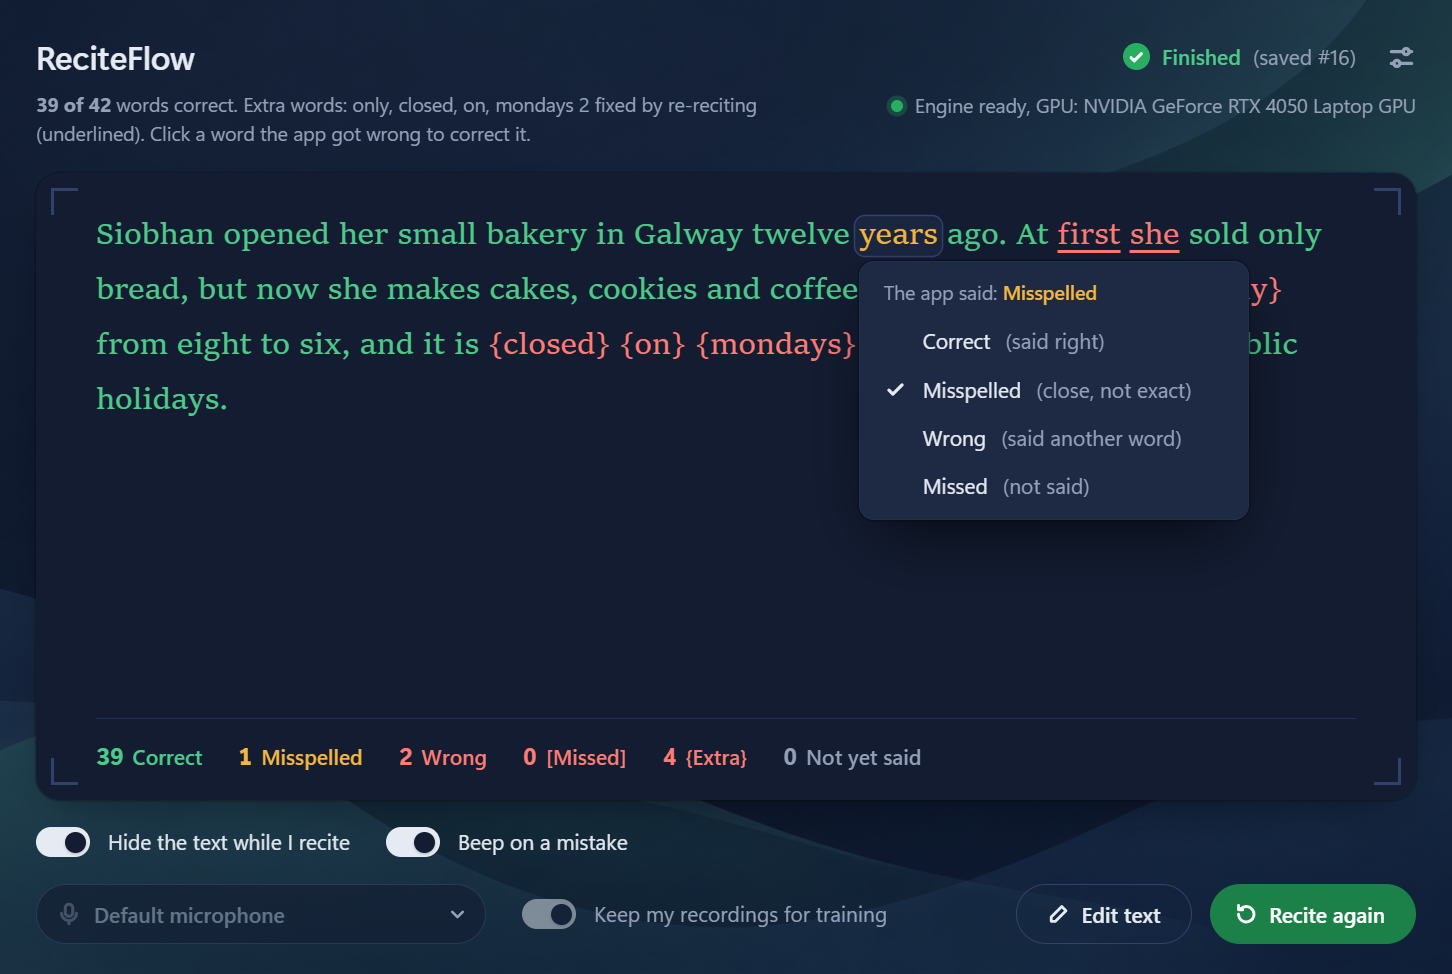 ReciteFlow
Finished (saved #16)
39 of 42 words correct. Extra words: only, closed, on, mondays 2 fixed by re-reciting
(underlined). Click a word the app got wrong to correct it.
Engine ready, GPU: NVIDIA GeForce RTX 4050 Laptop GPU
Siobhan opened her small bakery in Galway twelve years ago. At first she sold only
bread, but now she makes cakes, cookies and coffee y}
from eight to six, and it is {closed} {on} {mondays} blic
holidays.
The app said: Misspelled
Correct (said right)
Misspelled (close, not exact)
Wrong (said another word)
Missed (not said)
39 Correct 1 Misspelled 2 Wrong 0 [Missed] 4 {Extra} 0 Not yet said
Hide the text while I recite Beep on a mistake
Default microphone Keep my recordings for training Edit text Recite again